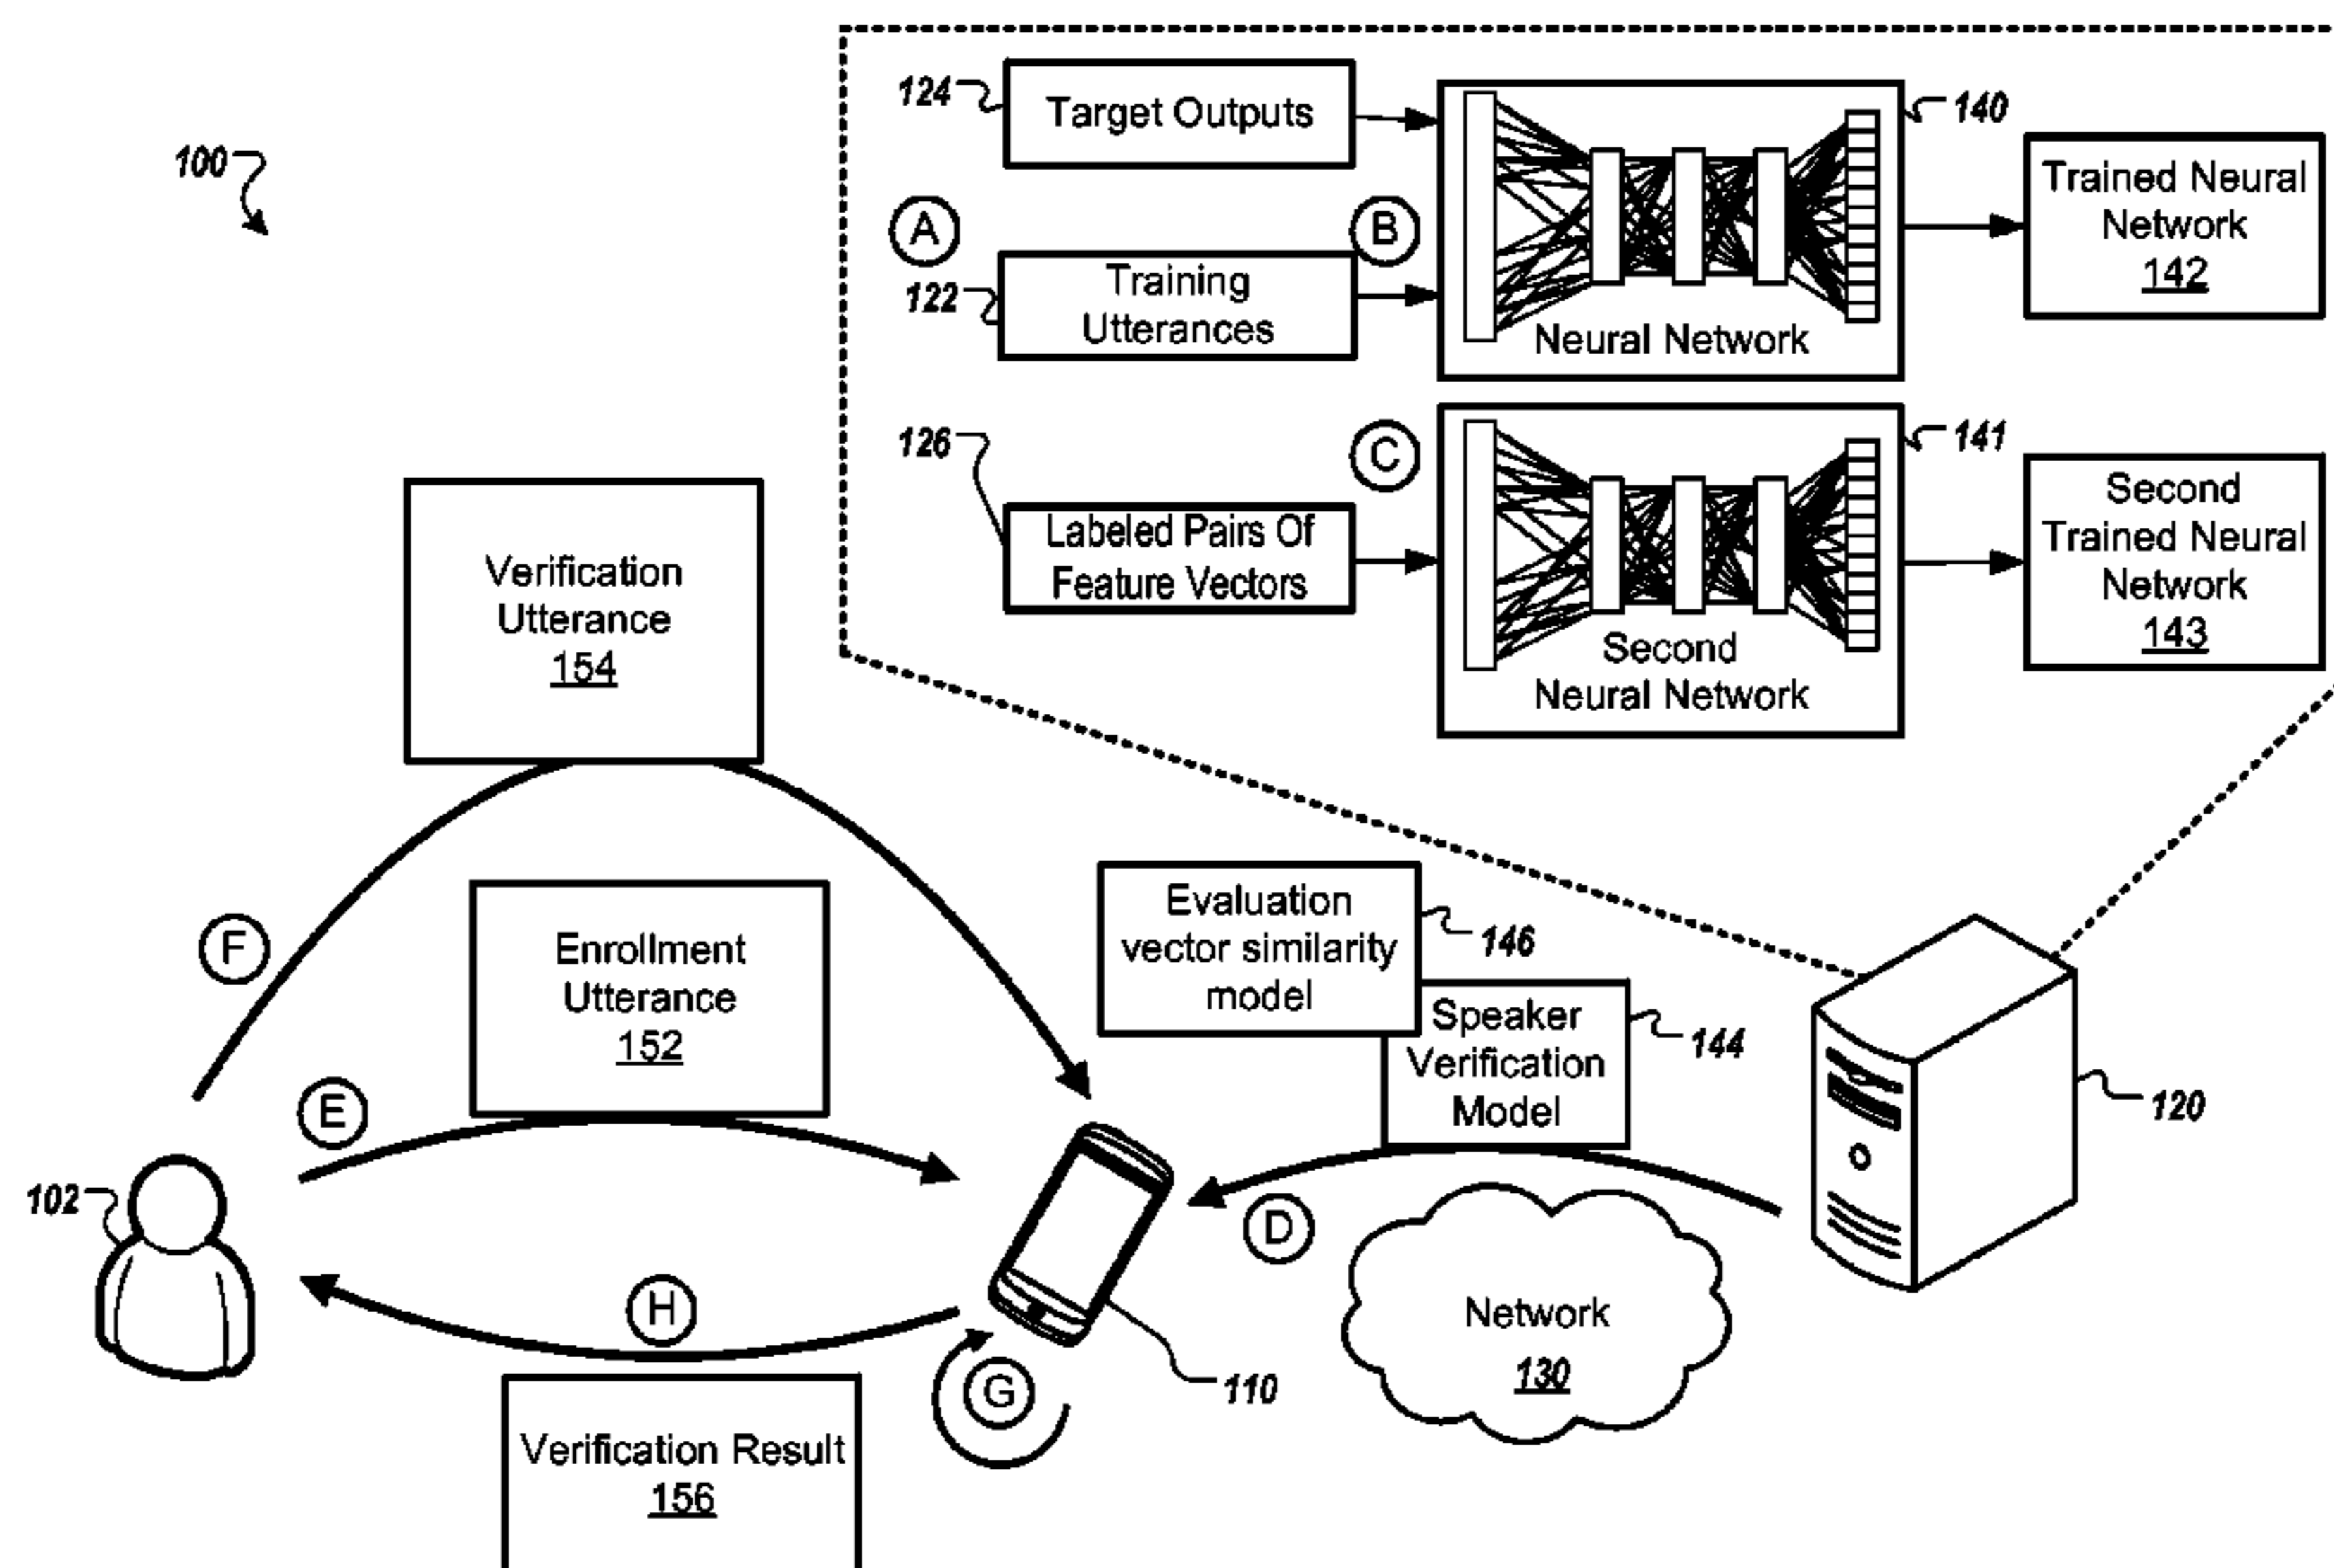 100
124
Target Outputs
A
122
Training
Utterances
B
Neural Network
140
Trained Neural
Network
142
126
Labeled Pairs Of
Feature Vectors
C
Second
Neural Network
141
Second
Trained Neural
Network
143
Verification
Utterance
154
F
Enrollment
Utterance
152
E
Evaluation
vector similarity
model
146
Speaker
Verification
Model
144
120
102
D
H
G
110
Network
130
Verification Result
156